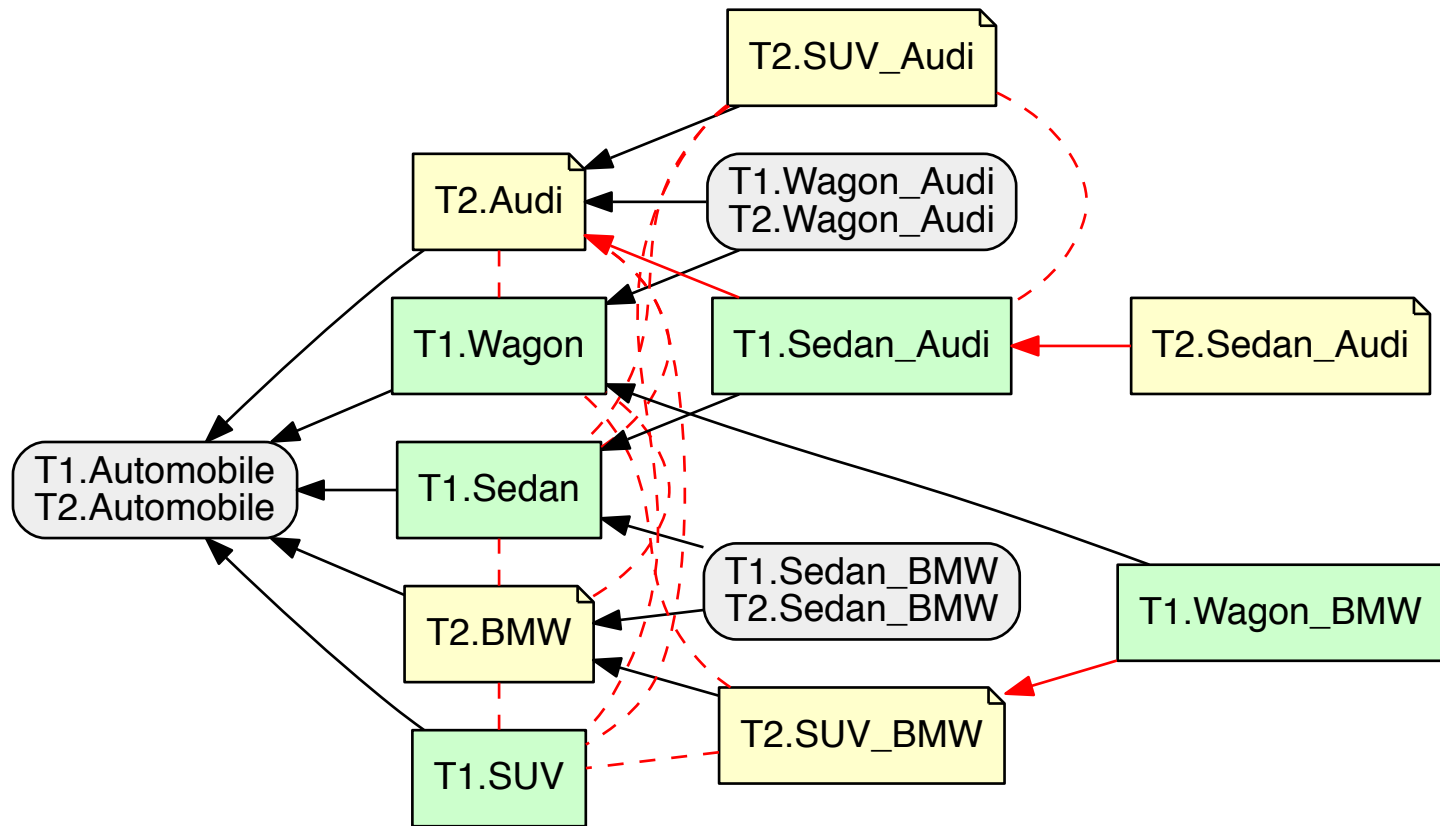 T2.SUV_Audi
T2.Audi
T1.Wagon_Audi
T2.Wagon_Audi
T1.Wagon
T1.Sedan_Audi
T2.Sedan_Audi
T1.Automobile
T2.Automobile
T1.Sedan
T1.Sedan_BMW
T2.Sedan_BMW
T2.BMW
T1.Wagon_BMW
T1.SUV
T2.SUV_BMW